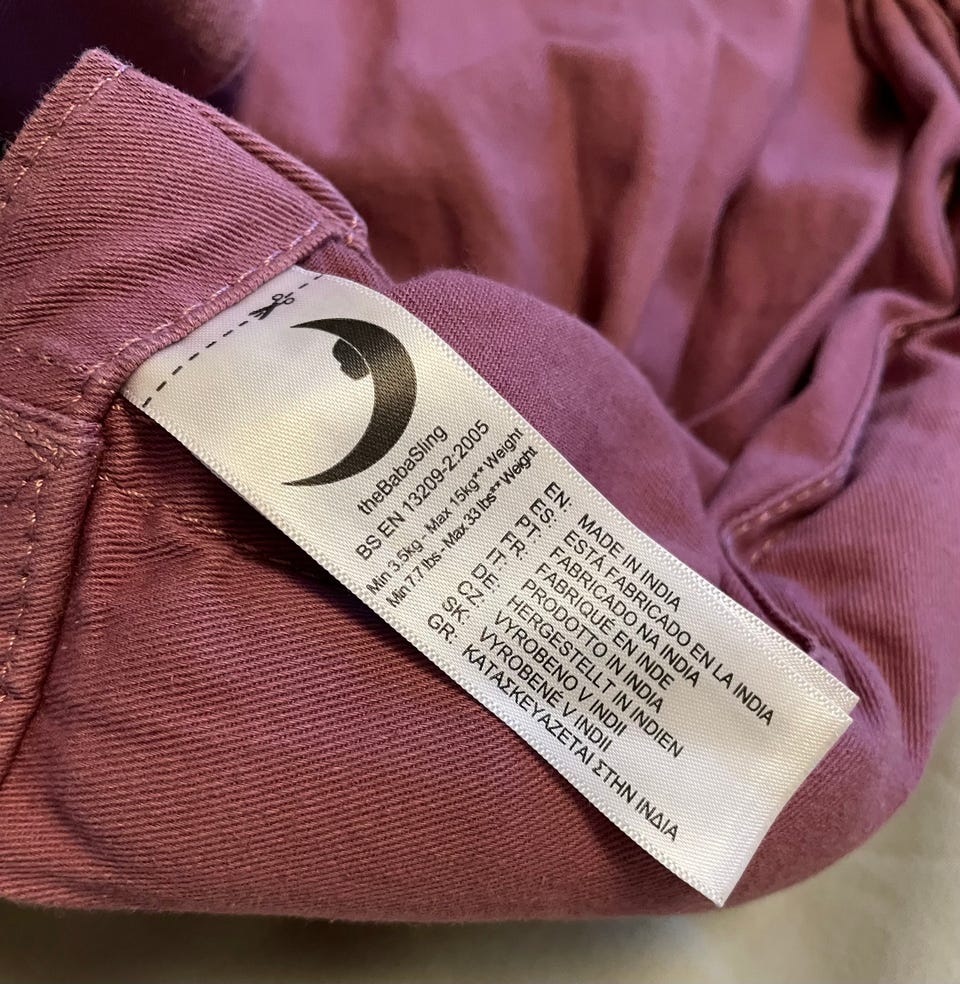 theBabaSling
BS EN 13209-2:2005
Min 3.5kg - Max 15kg** Weight
Min 7.7 lbs - Max 33 lbs** Weight
EN: MADE IN INDIA
ES: ESTÁ FABRICADO EN LA INDIA
PT: FABRICADO NA INDIA
FR: FABRIQUÉ EN INDE
IT: PRODOTTO IN INDIA
DE: HERGESTELLT IN INDIEN
CZ: VYROBENO V INDII
SK: VYROBENÉ V INDII
GR: ΚΑΤΑΣΚΕΥΑΖΕΤΑΙ ΣΤΗΝ ΙΝΔΙΑ